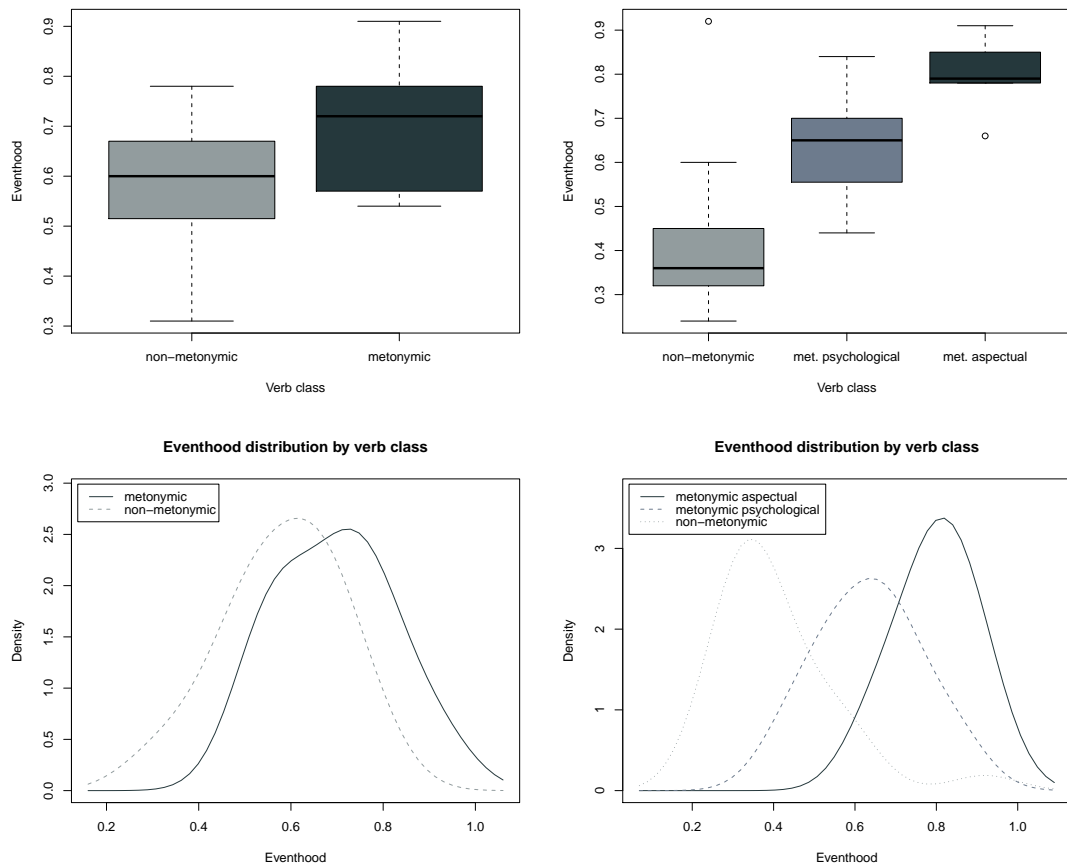 0.9
0.8
0.7
0.6
0.5
0.4
0.3
Eventhood
non−metonymic
metonymic
Verb class
0.9
0.8
0.7
0.6
0.5
0.4
0.3
Eventhood
non−metonymic
met. psychological
met. aspectual
Verb class
Eventhood distribution by verb class
3.0
2.5
2.0
1.5
1.0
0.5
0.0
Density
metonymic
non−metonymic
0.2
0.4
0.6
0.8
1.0
Eventhood
Eventhood distribution by verb class
3
2
1
0
Density
metonymic aspectual
metonymic psychological
non−metonymic
0.2
0.4
0.6
0.8
1.0
Eventhood